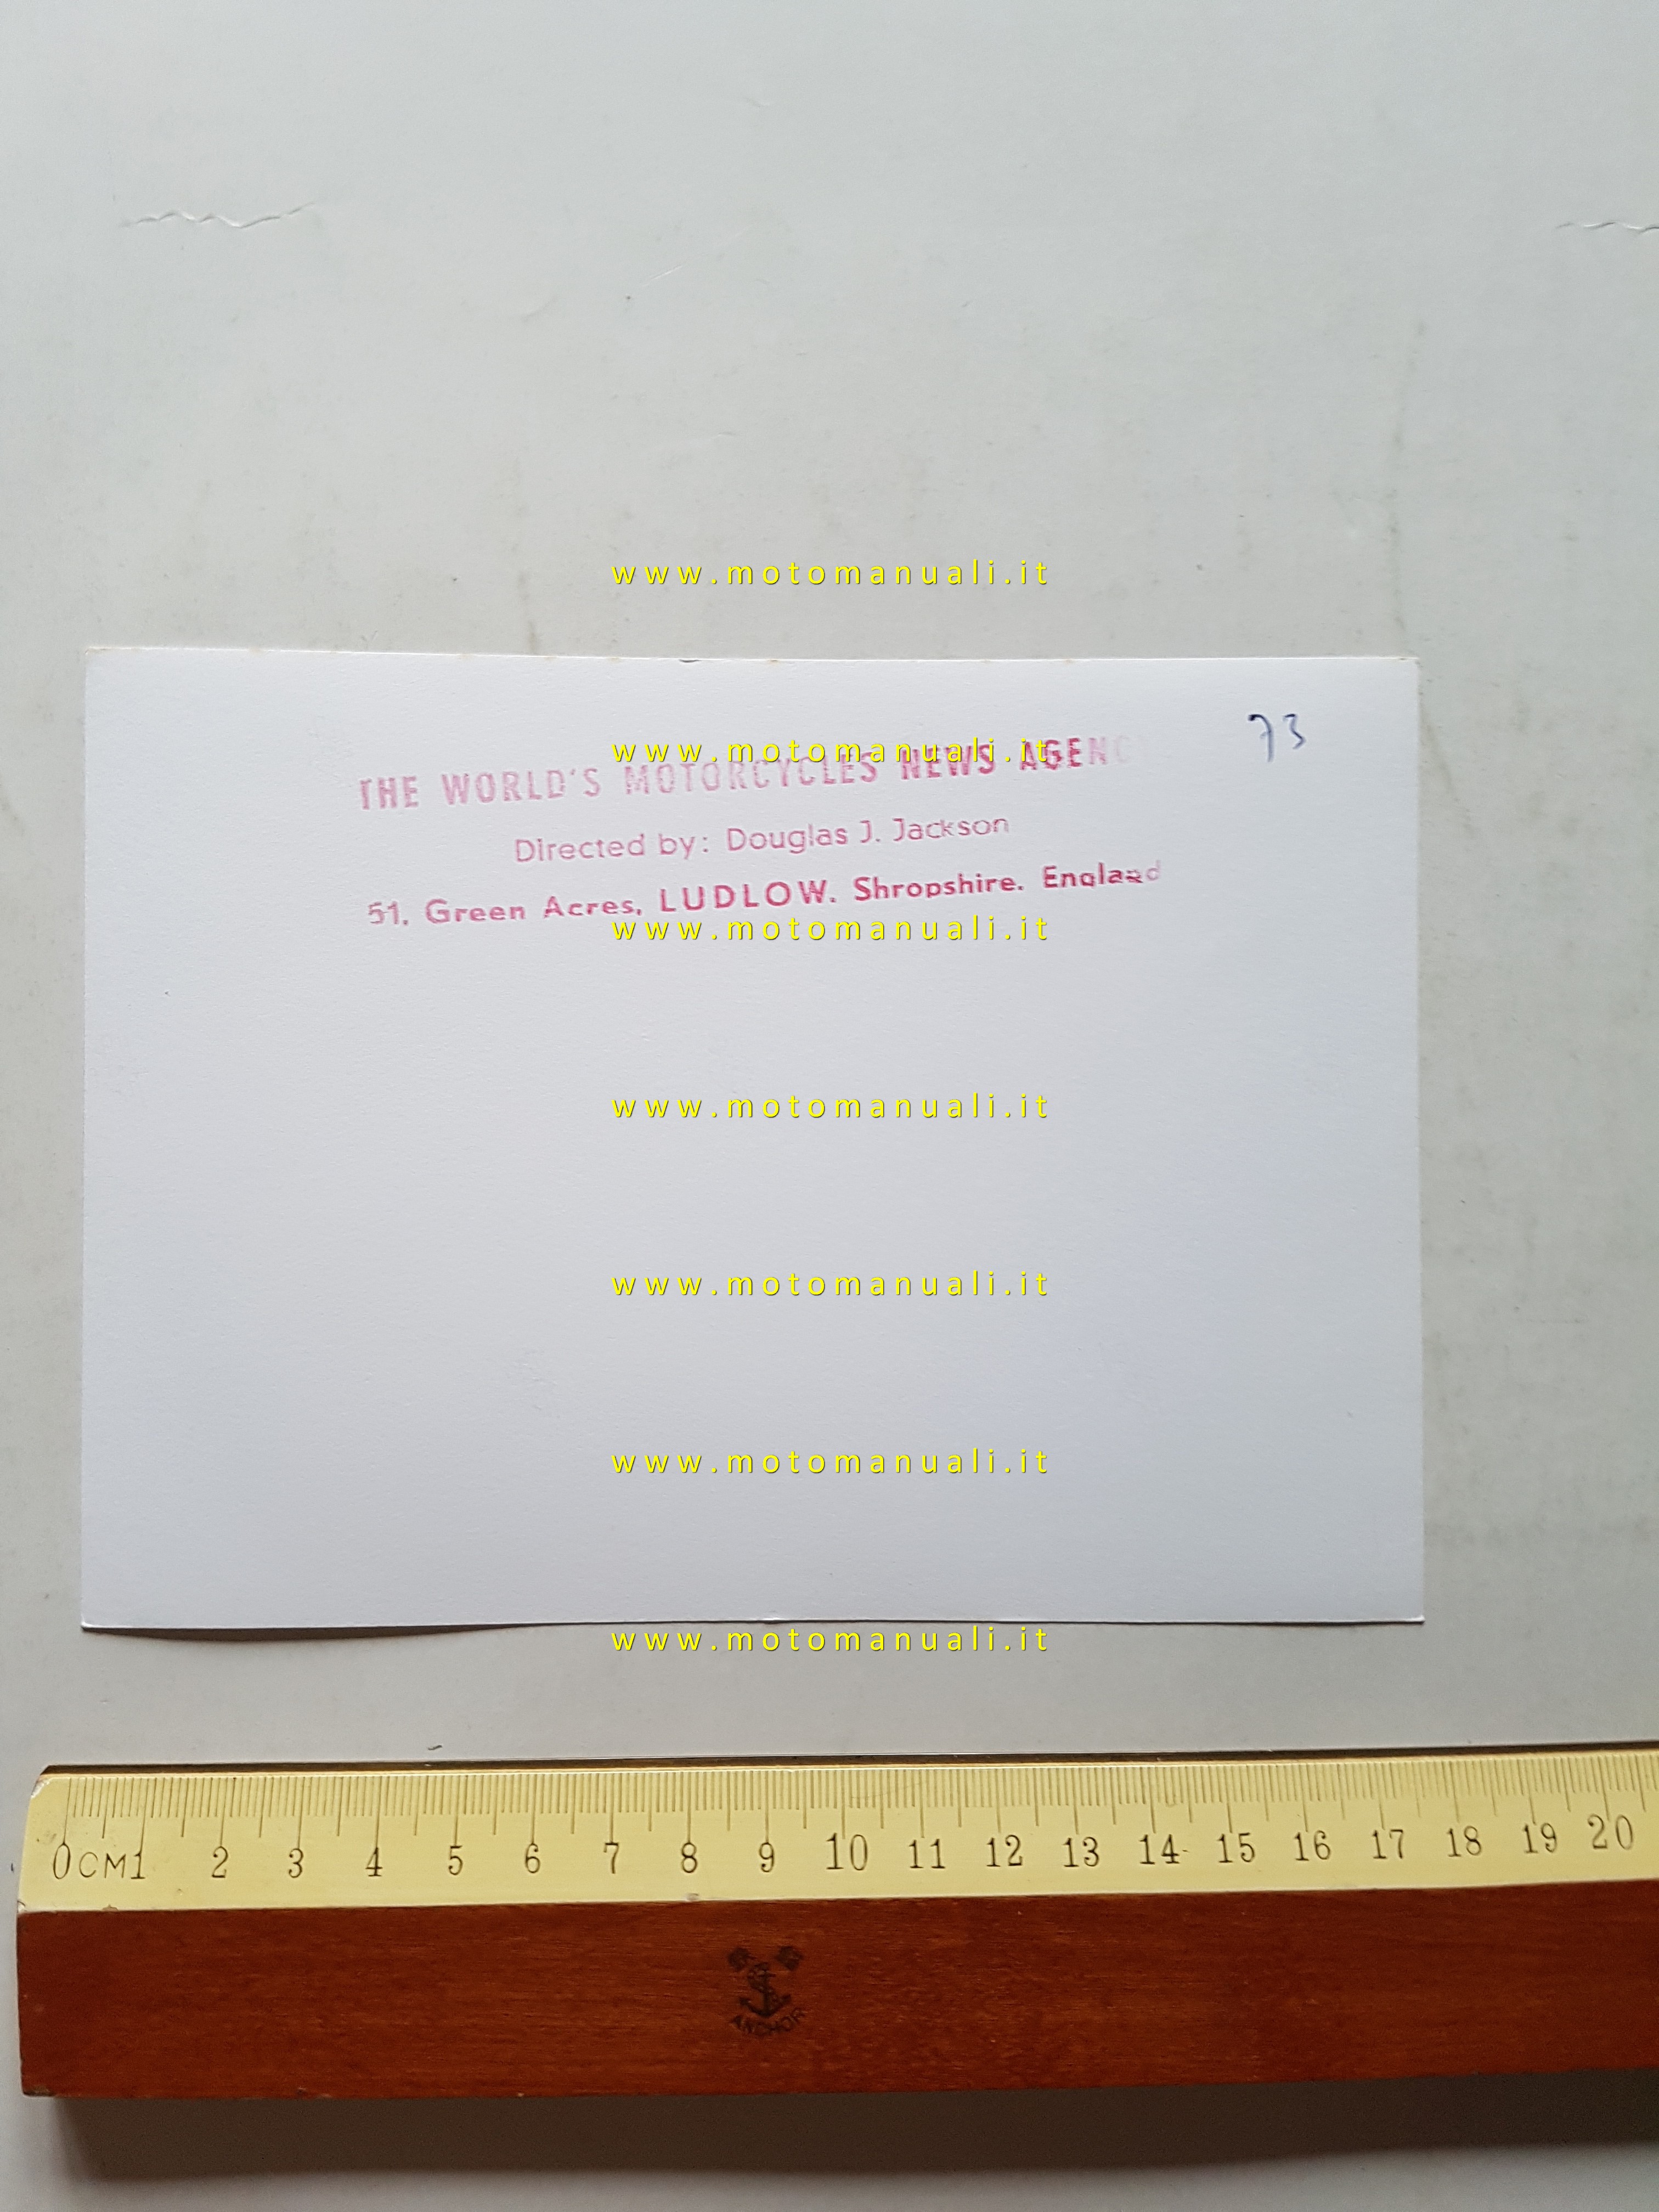 www.motomanuali.it
73
THE WORLD'S MOTORCYCLES NEWS AGENC
www.motomanuali.it
Directed by: Douglas J. Jackson
51, Green Acres, LUDLOW. Shropshire. England
www.motomanuali.it
www.motomanuali.it
www.motomanuali.it
www.motomanuali.it
www.motomanuali.it
0CM1 2 3 4 5 6 7 8 9 10 11 12 13 14 15 16 17 18 19 20
ANCHOR